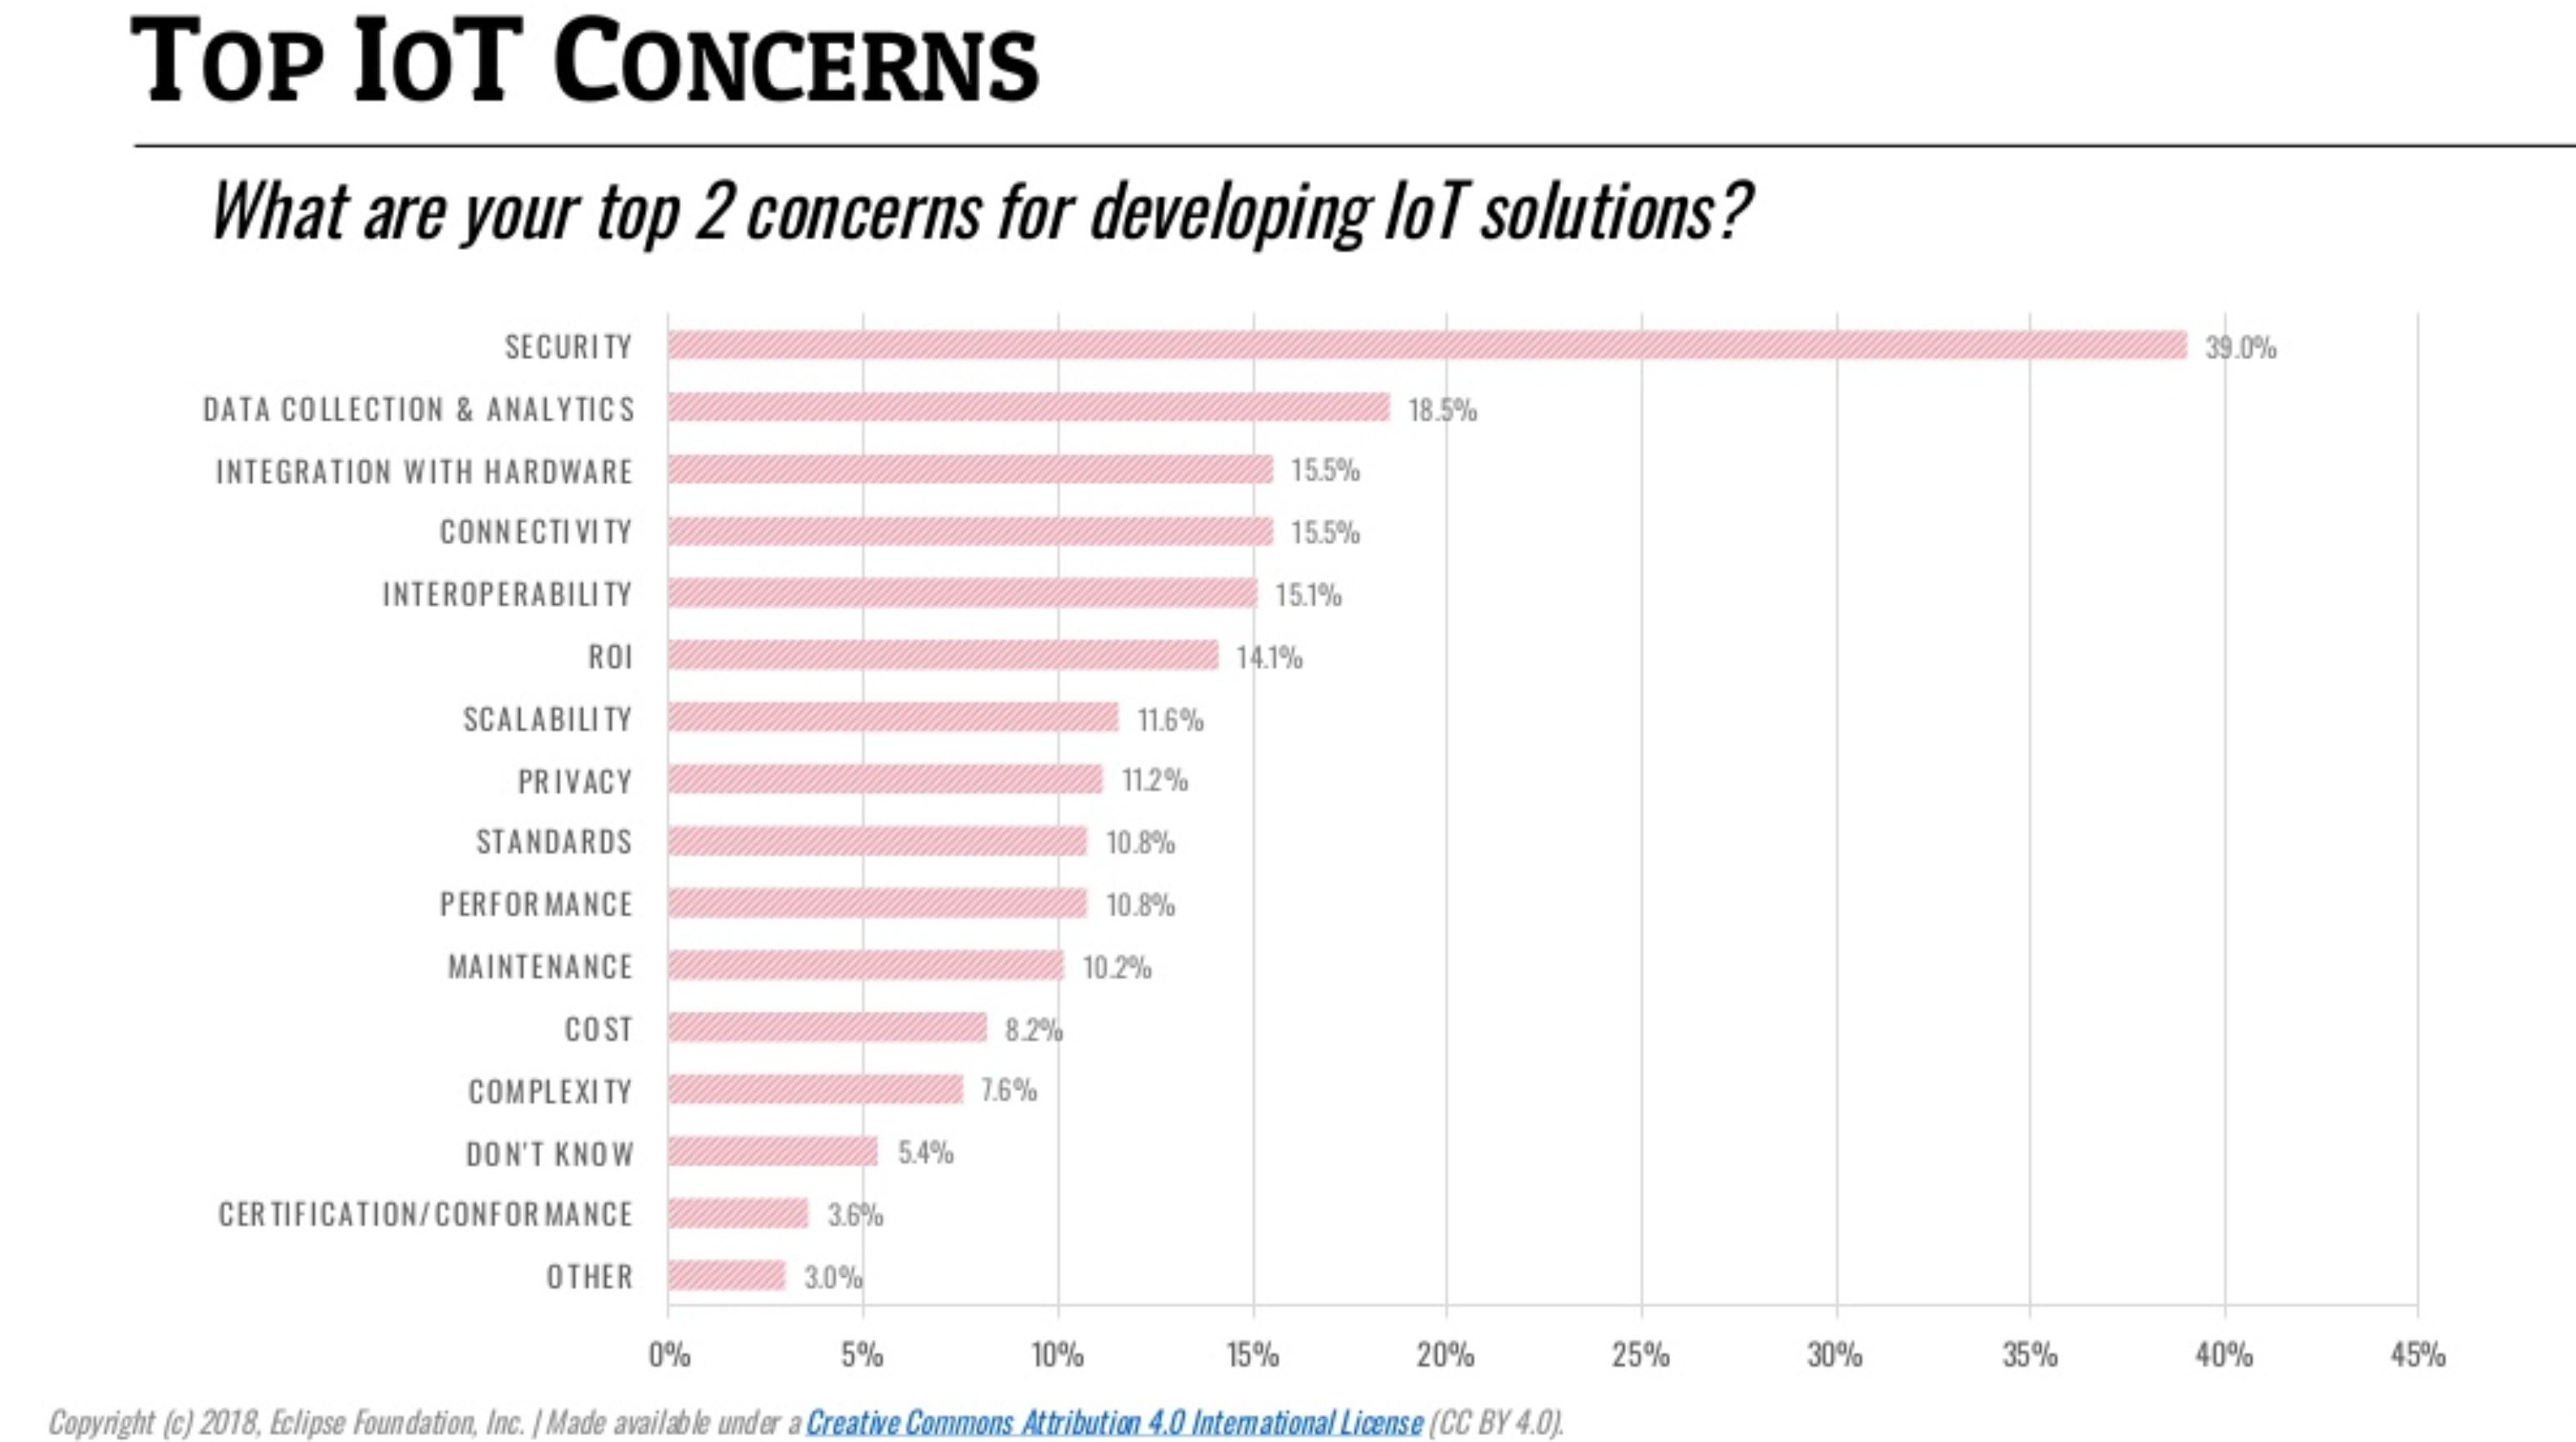 TOP IOT CONCERNS
What are your top 2 concerns for developing IoT solutions?
SECURITY 39.0%
DATA COLLECTION & ANALYTICS 18.5%
INTEGRATION WITH HARDWARE 15.5%
CONNECTIVITY 15.5%
INTEROPERABILITY 15.1%
ROI 14.1%
SCALABILITY 11.6%
PRIVACY 11.2%
STANDARDS 10.8%
PERFORMANCE 10.8%
MAINTENANCE 10.2%
COST 8.2%
COMPLEXITY 7.6%
DON'T KNOW 5.4%
CERTIFICATION/CONFORMANCE 3.6%
OTHER 3.0%
0% 5% 10% 15% 20% 25% 30% 35% 40% 45%
Copyright (c) 2018, Eclipse Foundation, Inc. | Made available under a Creative Commons Attribution 4.0 International License (CC BY 4.0).